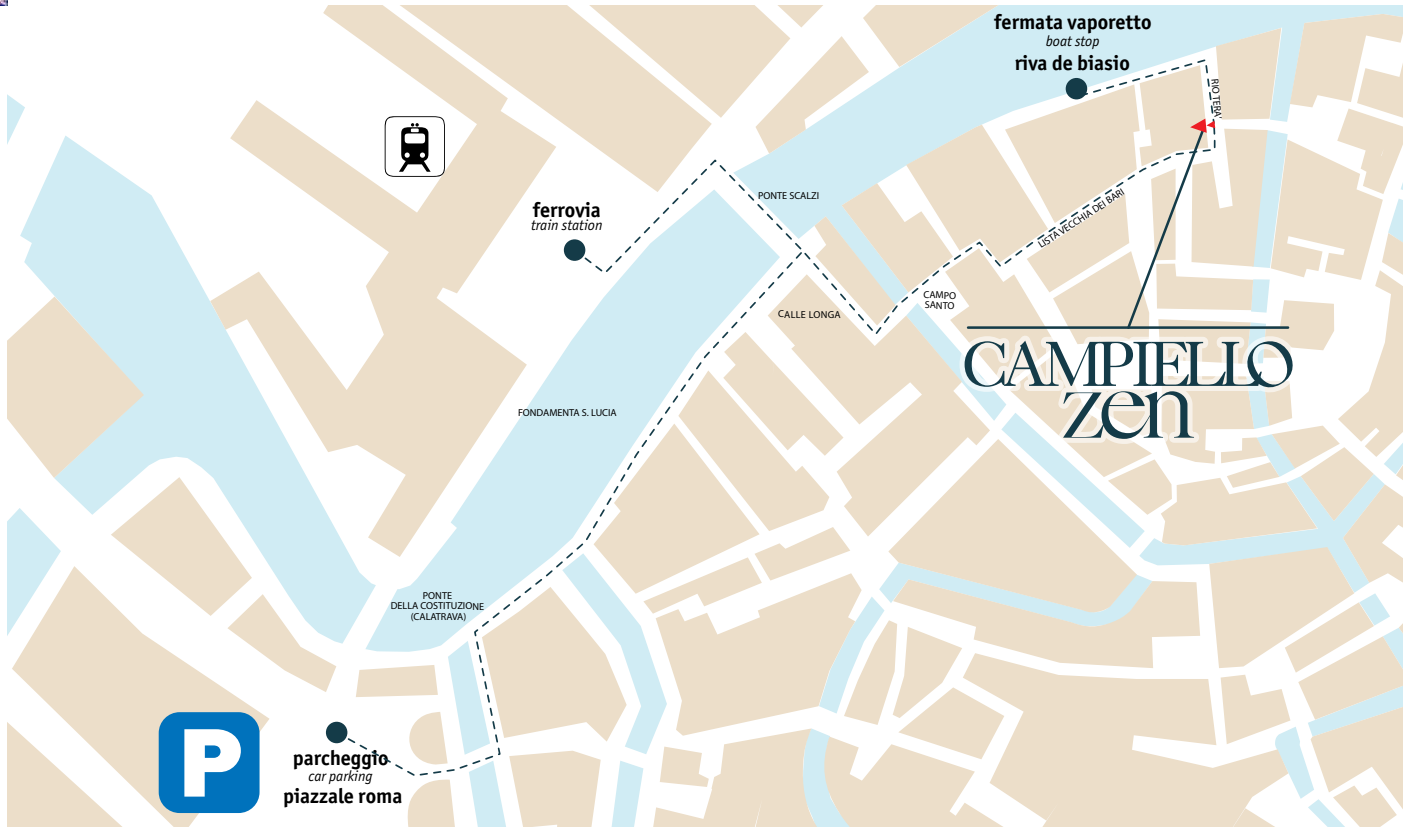 fermata vaporetto
boat stop
riva de biasio
RIO TERA'
ferrovia
train station
PONTE SCALZI
LISTA VECCHIA DEI BARI
CAMPO
SANTO
CALLE LONGA
CAMPIELLO
zen
FONDAMENTA S. LUCIA
PONTE
DELLA COSTITUZIONE
(CALATRAVA)
P
parcheggio
car parking
piazzale roma